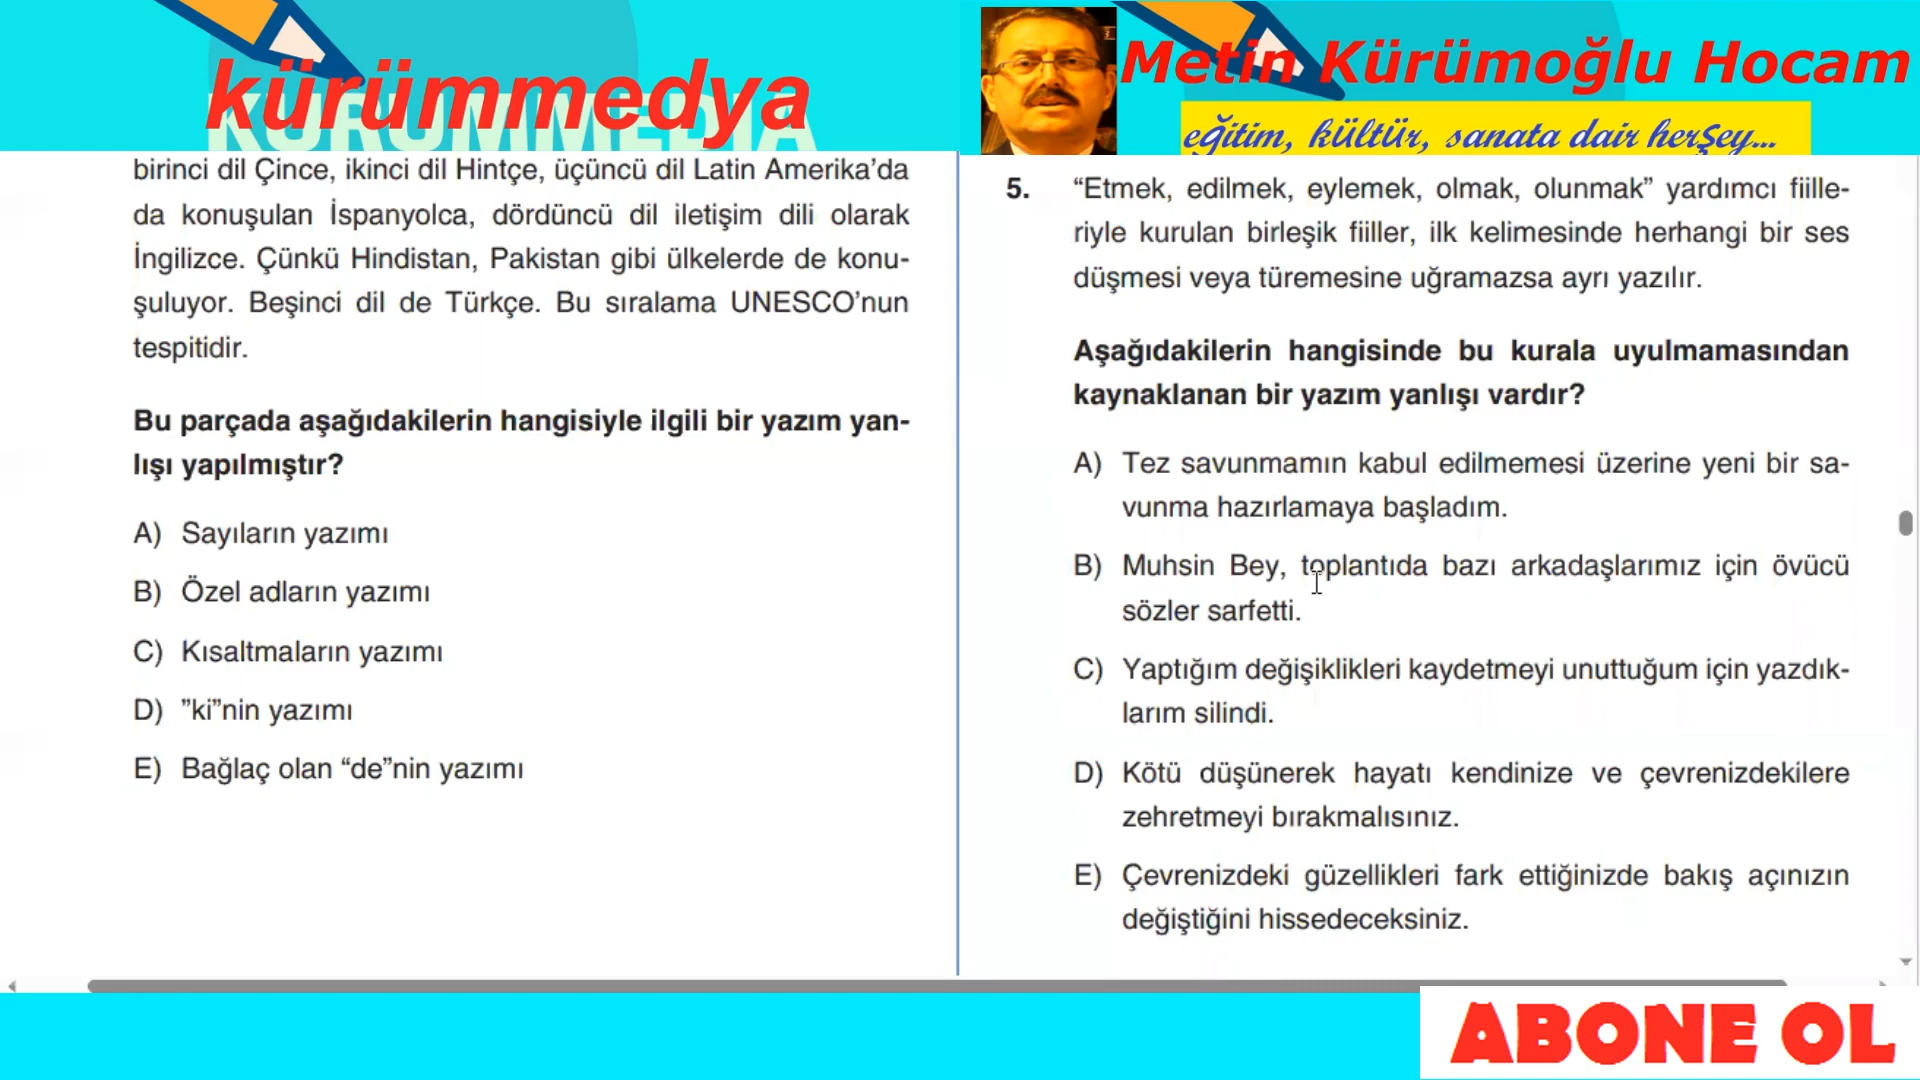 kürümmedya
KURUMMEDIA
Metin Kürümoğlu Hocam
eğitim, kültür, sanata dair herşey...
birinci dil Çince, ikinci dil Hintçe, üçüncü dil Latin Amerika’da
da konuşulan İspanyolca, dördüncü dil iletişim dili olarak
İngilizce. Çünkü Hindistan, Pakistan gibi ülkelerde de konu-
şuluyor. Beşinci dil de Türkçe. Bu sıralama UNESCO’nun
tespitidir.
Bu parçada aşağıdakilerin hangisiyle ilgili bir yazım yan-
lışı yapılmıştır?
A) Sayıların yazımı
B) Özel adların yazımı
C) Kısaltmaların yazımı
D) ”ki”nin yazımı
E) Bağlaç olan “de”nin yazımı
5. “Etmek, edilmek, eylemek, olmak, olunmak” yardımcı fiille-
riyle kurulan birleşik fiiller, ilk kelimesinde herhangi bir ses
düşmesi veya türemesine uğramazsa ayrı yazılır.
Aşağıdakilerin hangisinde bu kurala uyulmamasından
kaynaklanan bir yazım yanlışı vardır?
A) Tez savunmamın kabul edilmemesi üzerine yeni bir sa-
vunma hazırlamaya başladım.
B) Muhsin Bey, toplantıda bazı arkadaşlarımız için övücü
sözler sarfetti.
C) Yaptığım değişiklikleri kaydetmeyi unuttuğum için yazdık-
larım silindi.
D) Kötü düşünerek hayatı kendinize ve çevrenizdekilere
zehretmeyi bırakmalısınız.
E) Çevrenizdeki güzellikleri fark ettiğinizde bakış açınızın
değiştiğini hissedeceksiniz.
ABONE OL